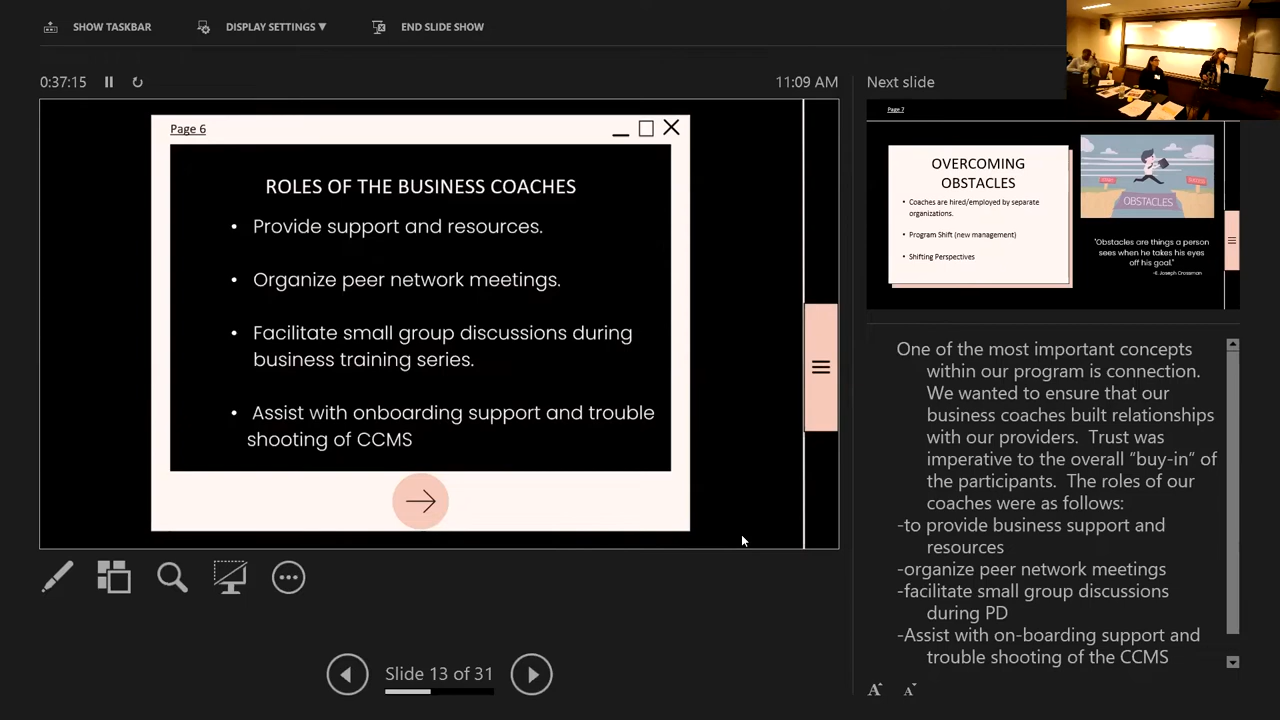 SHOW TASKBAR
DISPLAY SETTINGS ▼
END SLIDE SHOW
0:37:15
11:09 AM
Page 6
ROLES OF THE BUSINESS COACHES
• Provide support and resources.
• Organize peer network meetings.
• Facilitate small group discussions during
business training series.
• Assist with onboarding support and trouble
shooting of CCMS
Slide 13 of 31
Next slide
Page 7
OVERCOMING
OBSTACLES
• Coaches are hired/employed by separate
organizations.
• Program Shift (new management)
• Shifting Perspectives
OBSTACLES
"Obstacles are things a person
sees when he takes his eyes
off his goal."
-E. Joseph Cossman
One of the most important concepts
within our program is connection.
We wanted to ensure that our
business coaches built relationships
with our providers. Trust was
imperative to the overall “buy-in” of
the participants. The roles of our
coaches were as follows:
-to provide business support and
resources
-organize peer network meetings
-facilitate small group discussions
during PD
-Assist with on-boarding support and
trouble shooting of the CCMS
A A